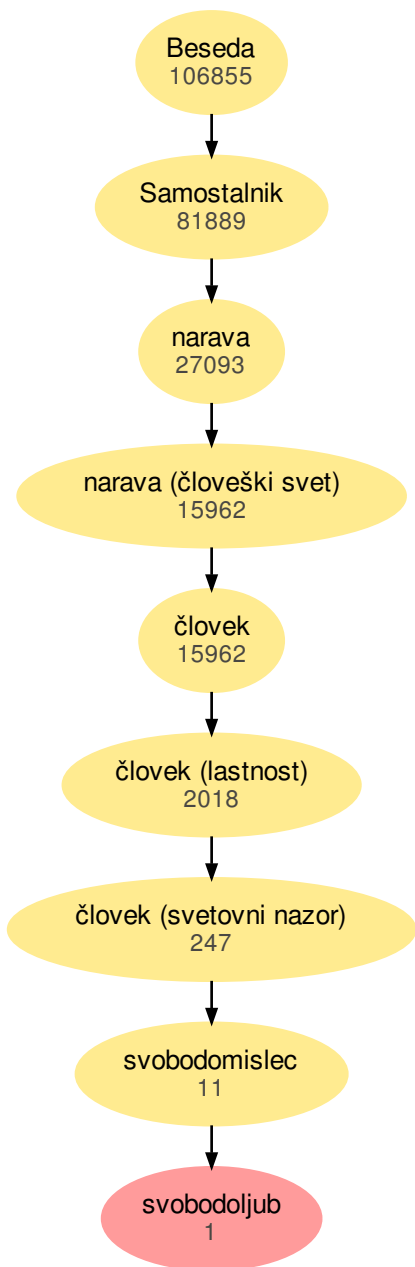 Beseda
106855
Samostalnik
81889
narava
27093
narava (človeški svet)
15962
človek
15962
človek (lastnost)
2018
človek (svetovni nazor)
247
svobodomislec
11
svobodoljub
1